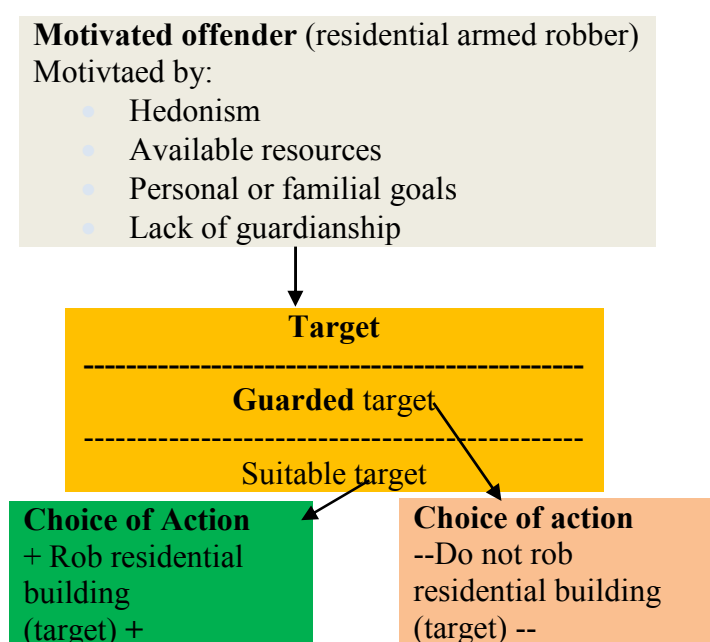 Motivated offender (residential armed robber)
Motivtaed by:
Hedonism
Available resources
Personal or familial goals
Lack of guardianship
Target
-----------------------------------------------
Guarded target
-----------------------------------------------
Suitable target
Choice of Action
+ Rob residential
building
(target) +
Choice of action
--Do not rob
residential building
(target) --